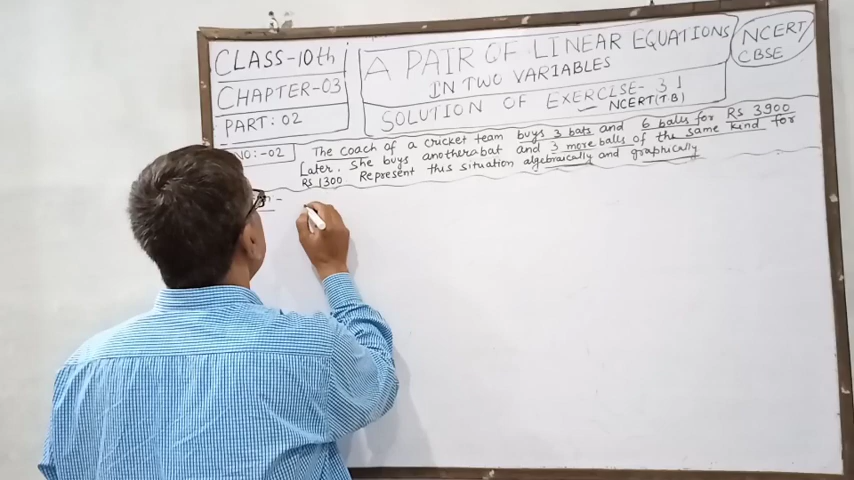 CLASS-10th
CHAPTER-03
PART: 02
A PAIR OF LINEAR EQUATIONS
IN TWO VARIABLES
SOLUTION OF EXERCISE- 3 1
NCERT(TB)
NCERT/
CBSE
NO:-02
The coach of a cricket team buys 3 bats and 6 balls for Rs 3900
Later, she buys anotherabat and 3 more balls of the same kind for
Rs 1300 Represent this situation algebraically and graphically